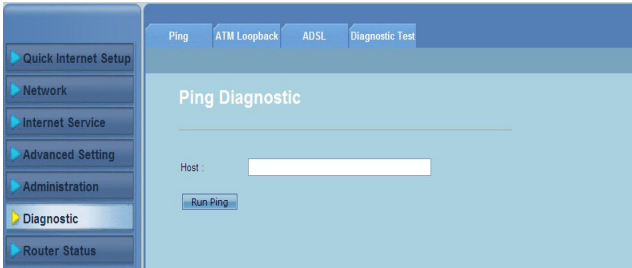 Ping ATM Loopback ADSL Diagnostic Test
Quick Internet Setup
Network
Internet Service
Advanced Setting
Administration
Diagnostic
Router Status
Ping Diagnostic
Host :
Run Ping